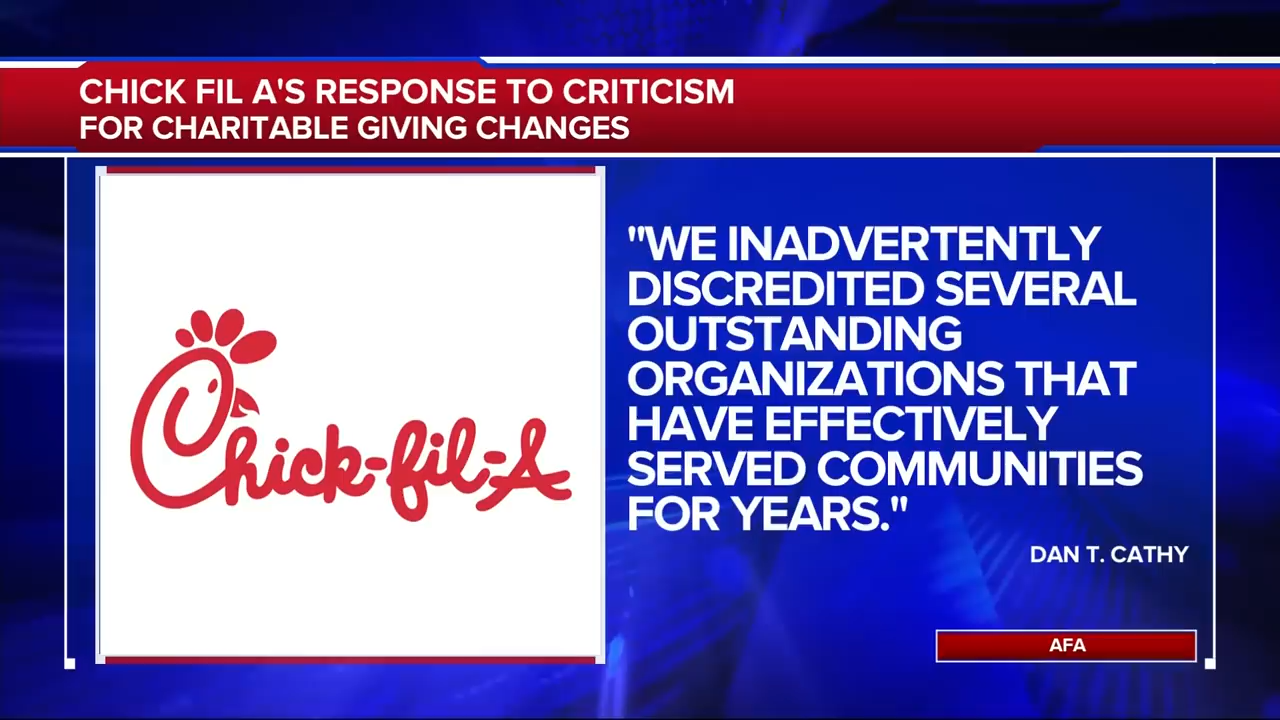 CHICK FIL A'S RESPONSE TO CRITICISM
FOR CHARITABLE GIVING CHANGES
Chick-fil-A
"WE INADVERTENTLY
DISCREDITED SEVERAL
OUTSTANDING
ORGANIZATIONS THAT
HAVE EFFECTIVELY
SERVED COMMUNITIES
FOR YEARS."
DAN T. CATHY
AFA